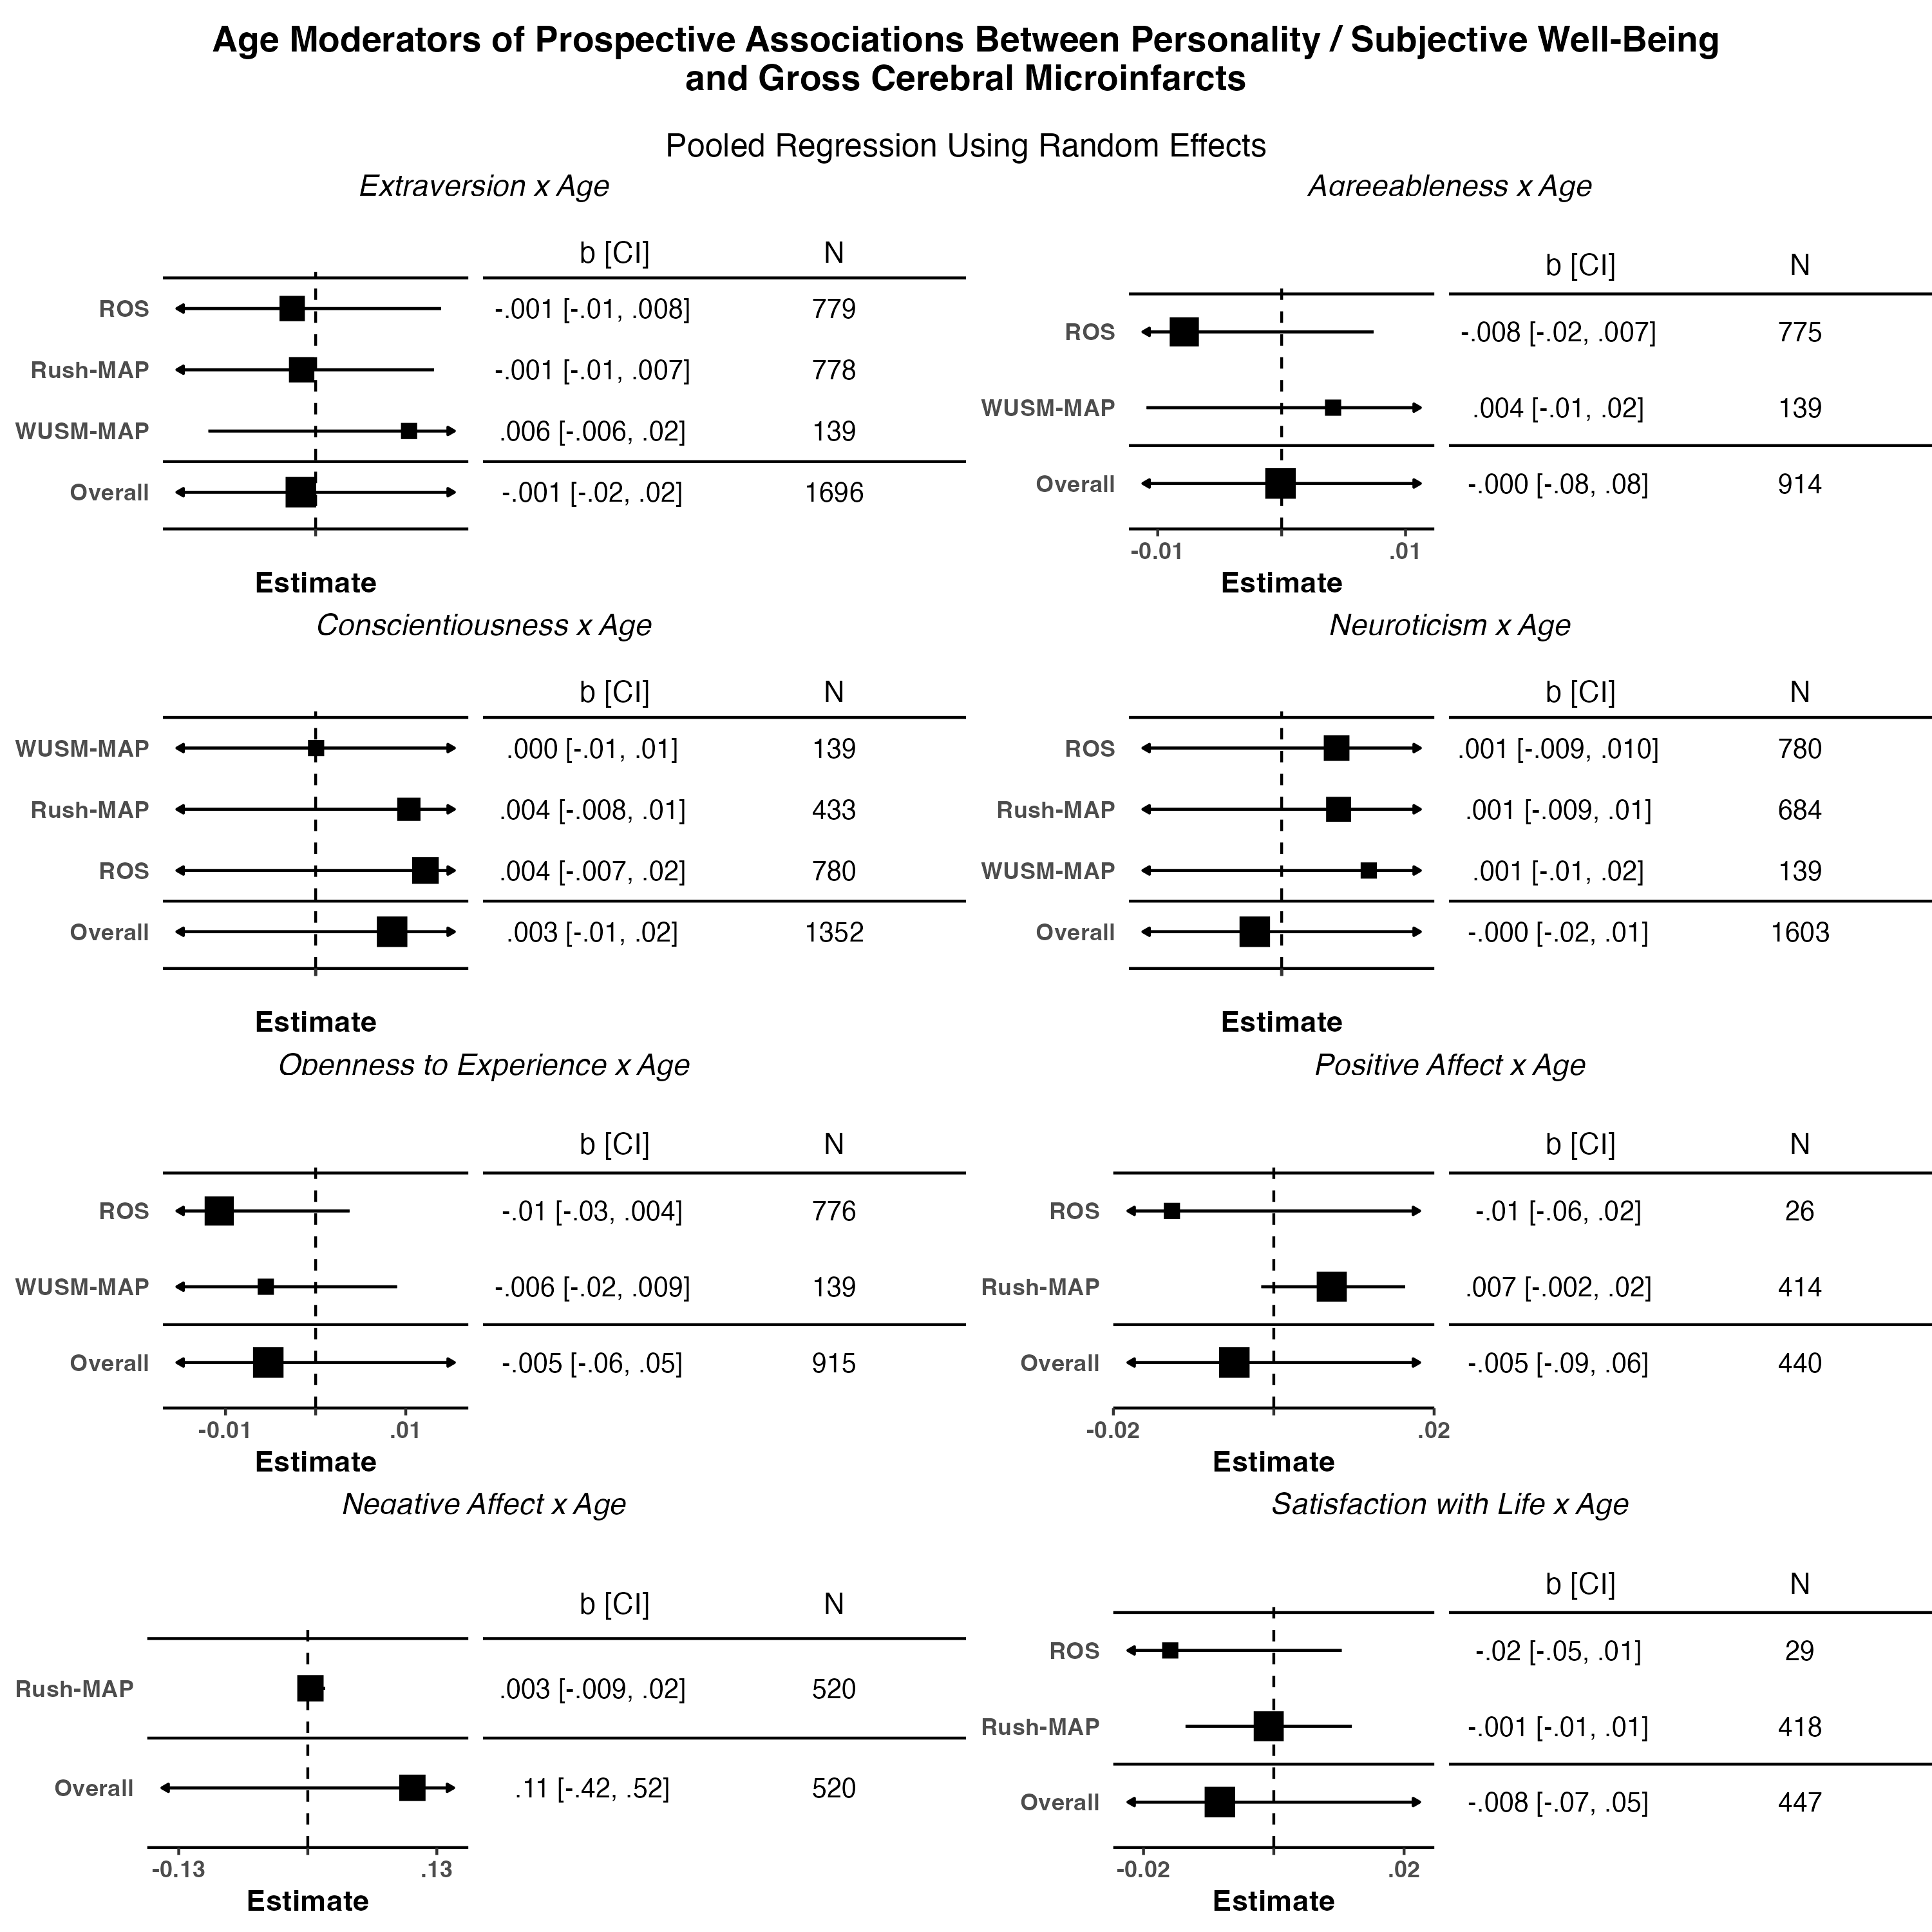 Age Moderators of Prospective Associations Between Personality / Subjective Well-Being
and Gross Cerebral Microinfarcts
Pooled Regression Using Random Effects
Extraversion x Age
b [CI] N
ROS -.001 [-.01, .008] 779
Rush-MAP -.001 [-.01, .007] 778
WUSM-MAP .006 [-.006, .02] 139
Overall -.001 [-.02, .02] 1696
Estimate
Agreeableness x Age
b [CI] N
ROS -.008 [-.02, .007] 775
WUSM-MAP .004 [-.01, .02] 139
Overall -.000 [-.08, .08] 914
-0.01 .01
Estimate
Conscientiousness x Age
b [CI] N
WUSM-MAP .000 [-.01, .01] 139
Rush-MAP .004 [-.008, .01] 433
ROS .004 [-.007, .02] 780
Overall .003 [-.01, .02] 1352
Estimate
Neuroticism x Age
b [CI] N
ROS .001 [-.009, .010] 780
Rush-MAP .001 [-.009, .01] 684
WUSM-MAP .001 [-.01, .02] 139
Overall -.000 [-.02, .01] 1603
Estimate
Openness to Experience x Age
b [CI] N
ROS -.01 [-.03, .004] 776
WUSM-MAP -.006 [-.02, .009] 139
Overall -.005 [-.06, .05] 915
-0.01 .01
Estimate
Positive Affect x Age
b [CI] N
ROS -.01 [-.06, .02] 26
Rush-MAP .007 [-.002, .02] 414
Overall -.005 [-.09, .06] 440
-0.02 .02
Estimate
Negative Affect x Age
b [CI] N
Rush-MAP .003 [-.009, .02] 520
Overall .11 [-.42, .52] 520
-0.13 .13
Estimate
Satisfaction with Life x Age
b [CI] N
ROS -.02 [-.05, .01] 29
Rush-MAP -.001 [-.01, .01] 418
Overall -.008 [-.07, .05] 447
-0.02 .02
Estimate